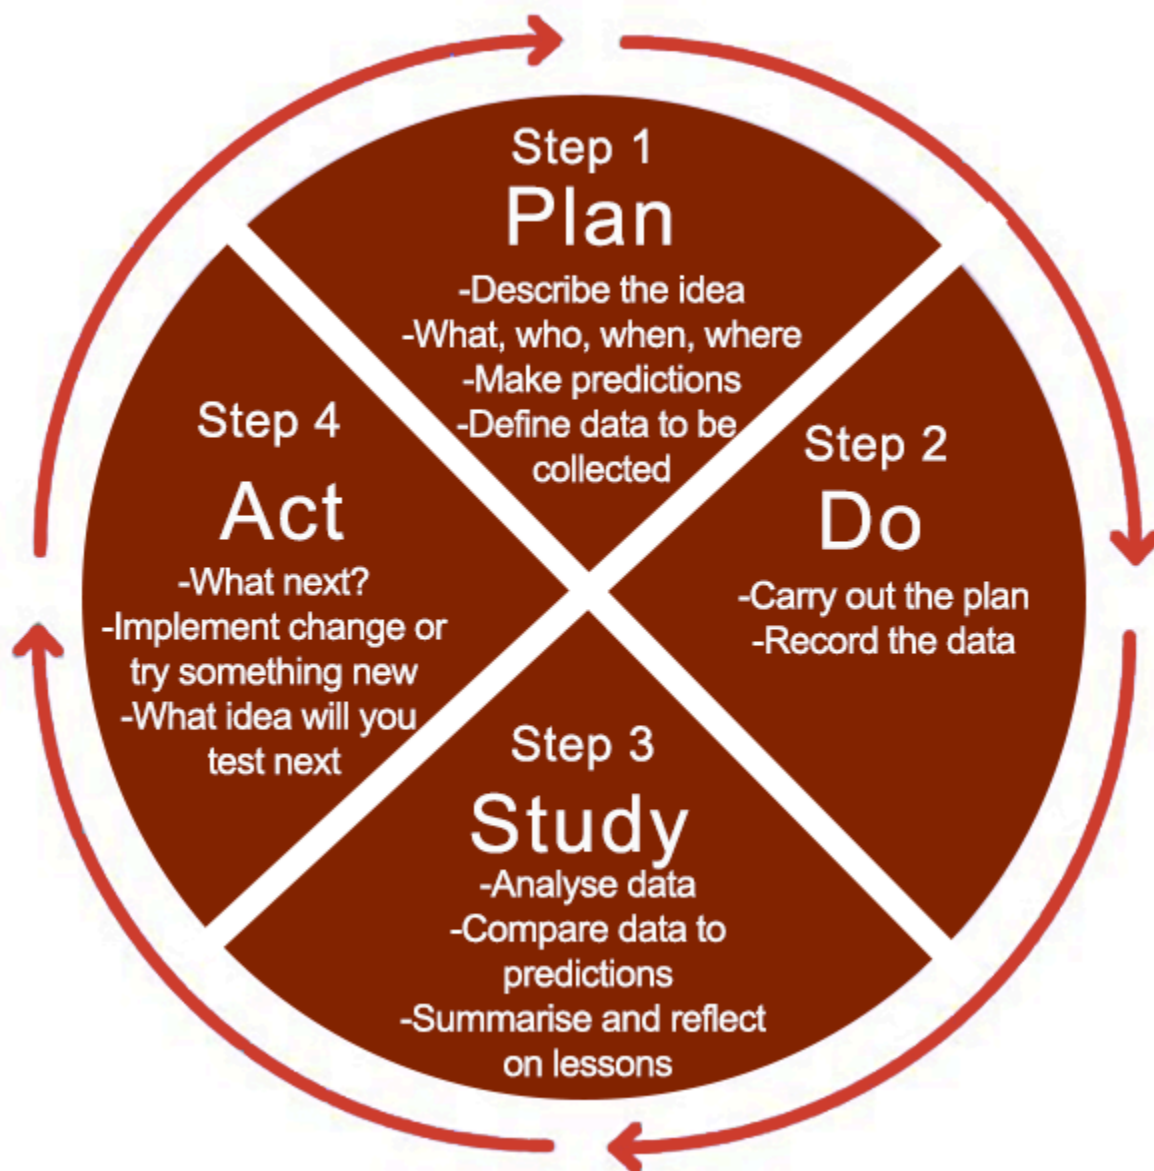 Step 1
Plan
-Describe the idea
-What, who, when, where
-Make predictions
-Define data to be
collected
Step 2
Do
-Carry out the plan
-Record the data
Step 3
Study
-Analyse data
-Compare data to
predictions
-Summarise and reflect
on lessons
Step 4
Act
-What next?
-Implement change or
try something new
-What idea will you
test next